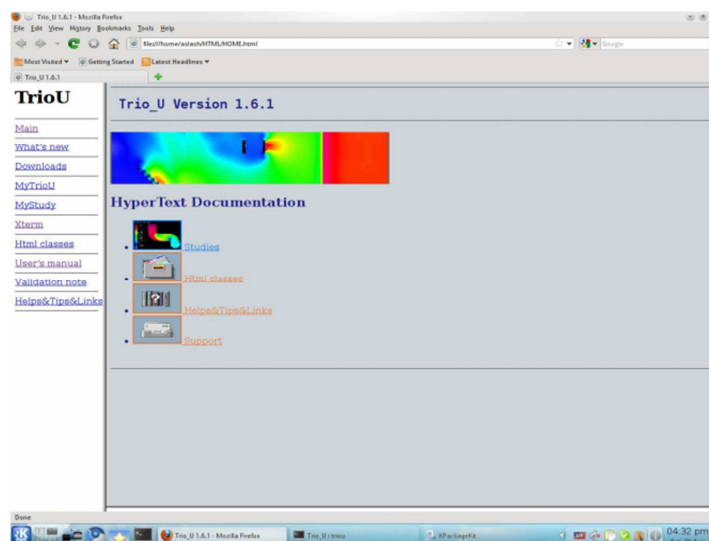 Trio_U 1.6.1 - Mozilla Firefox
File Edit View History Bookmarks Tools Help
files///home/aslash/HTML/HOME.html
Google
Most Visited Getting Started Latest Headlines
Trio_U 1.6.1
TrioU
Main
What's new
Downloads
MyTrioU
MyStudy
Xterm
Html classes
User's manual
Validation note
Helps&Tips&Links
Trio_U Version 1.6.1
HyperText Documentation
Studies
Html classes
Helps&Tips&Links
Support
Done
Trio_U 1.6.1 - Mozilla Firefox
Trio_U : triou
KPackageKit
04:32 pm